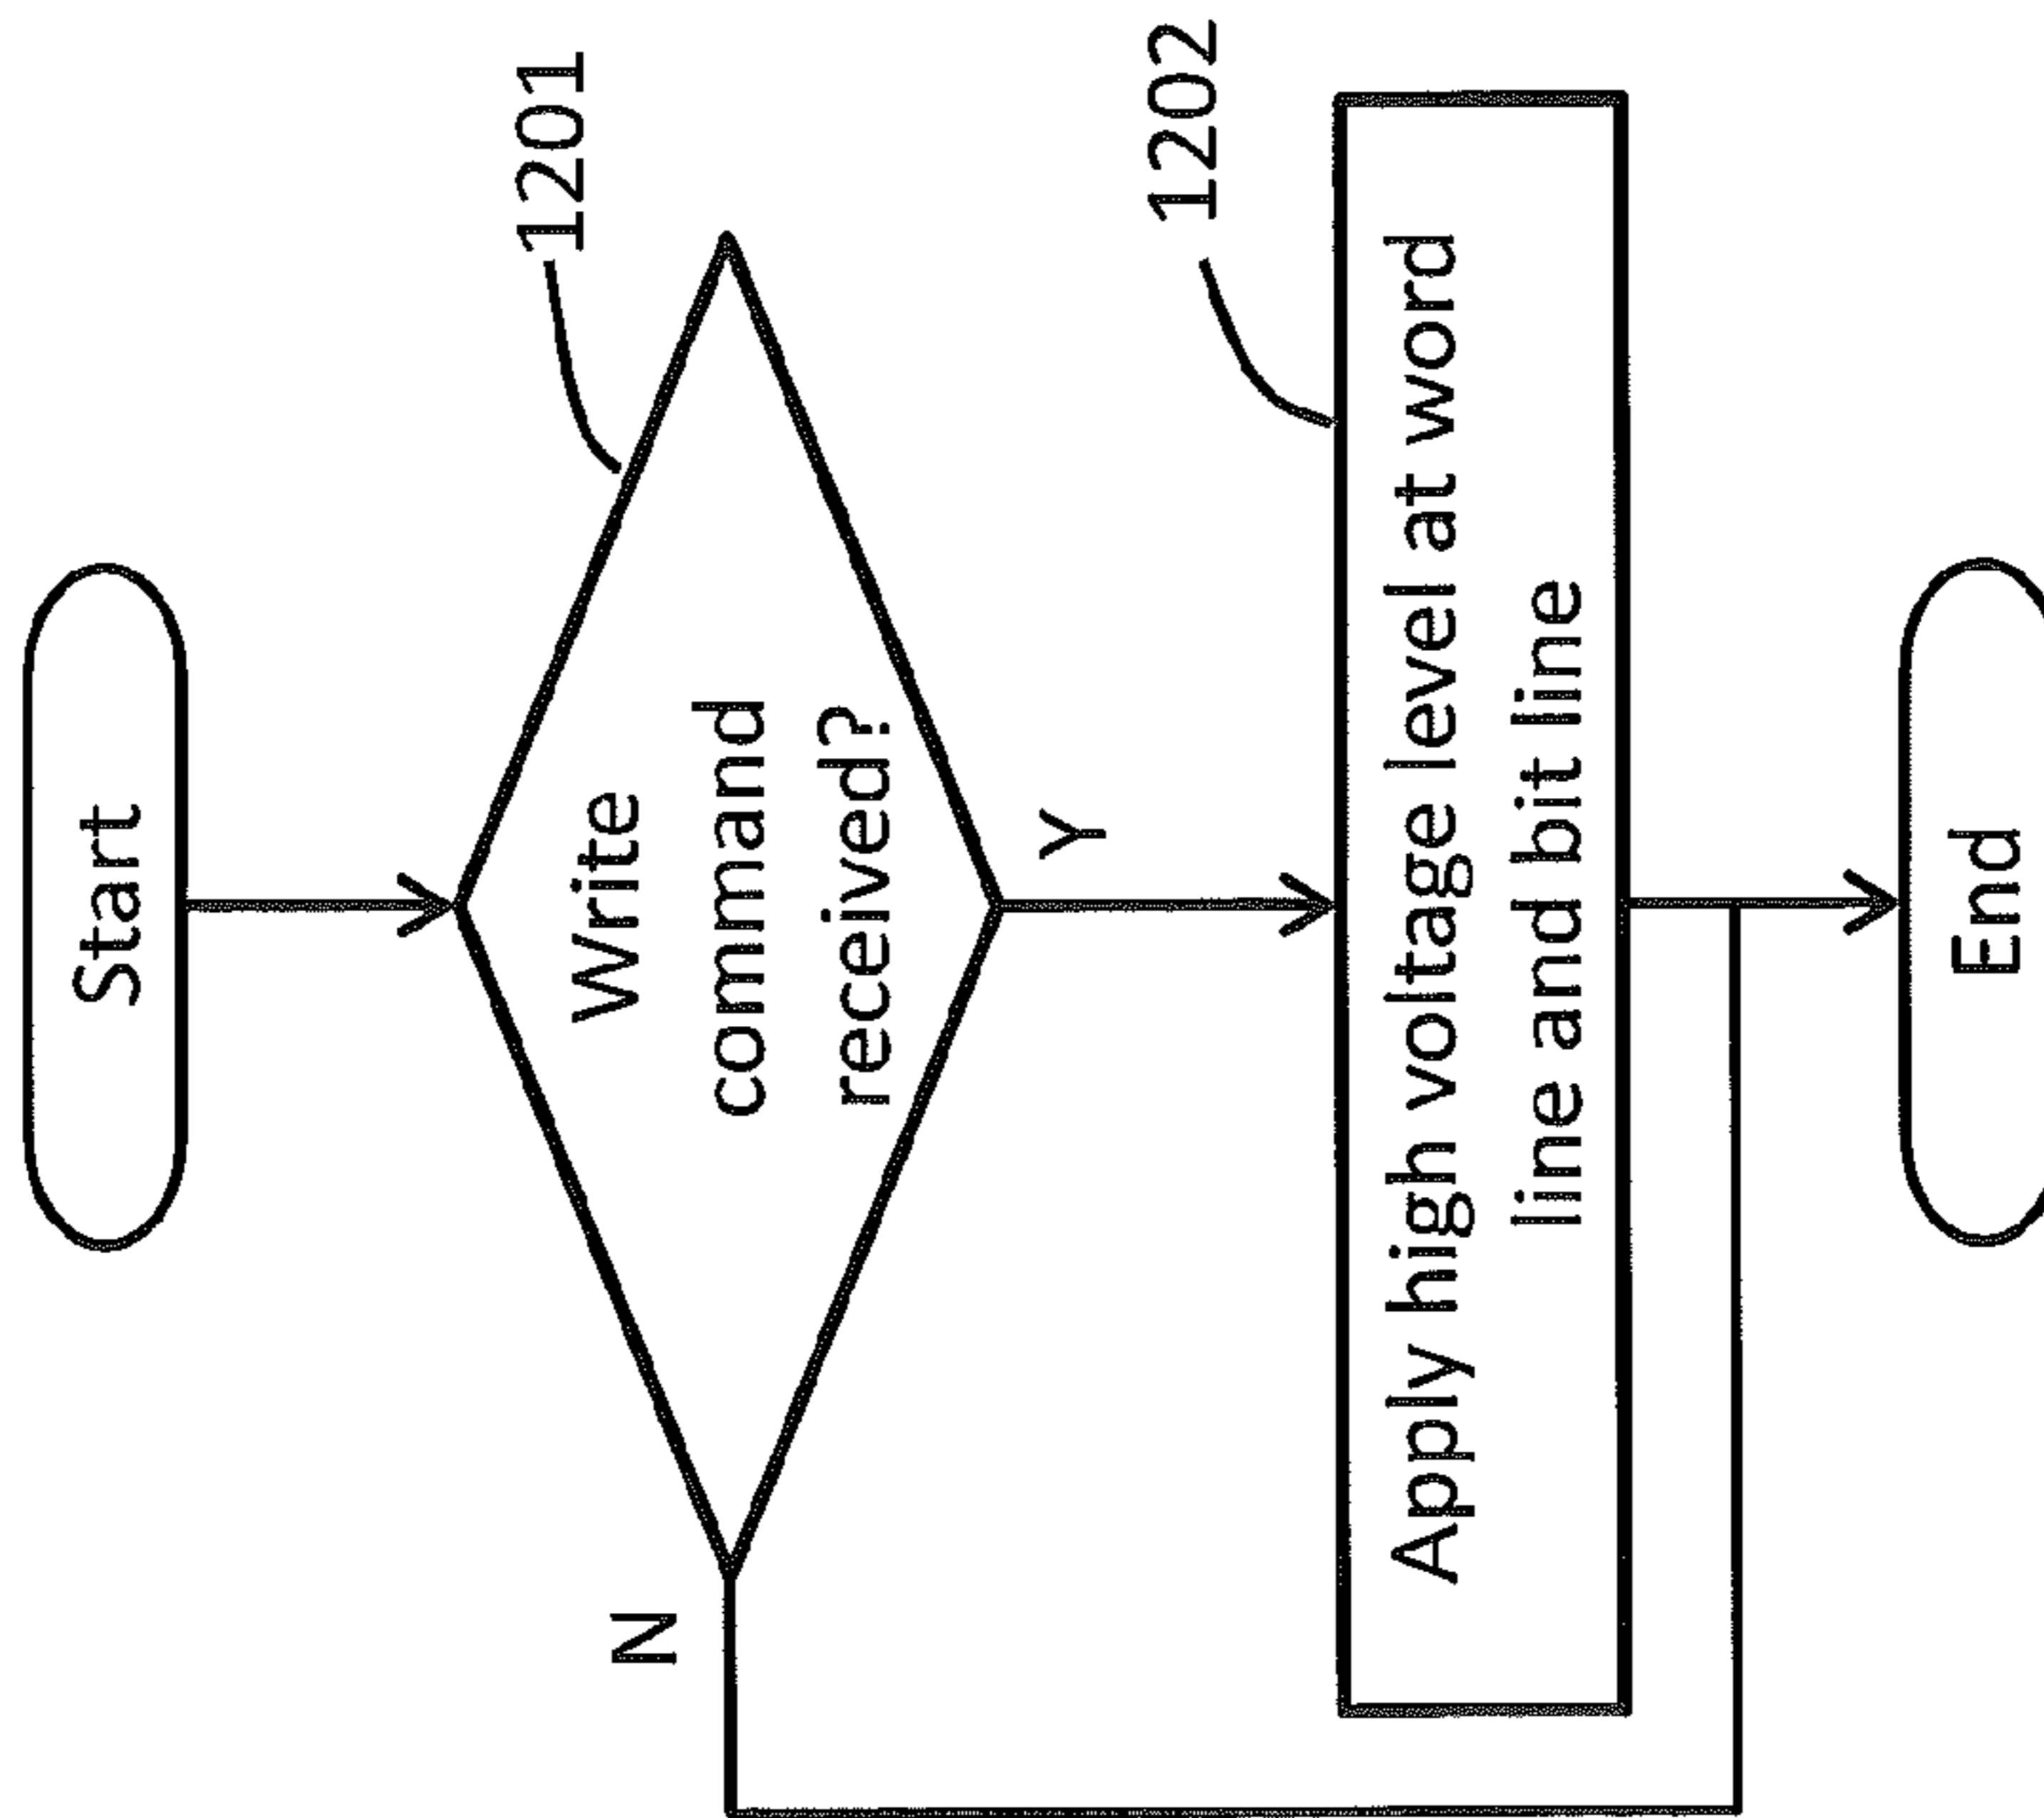 Start
1201
Write
command
received?
N
Y
1202
Apply high voltage level at word
line and bit line
End